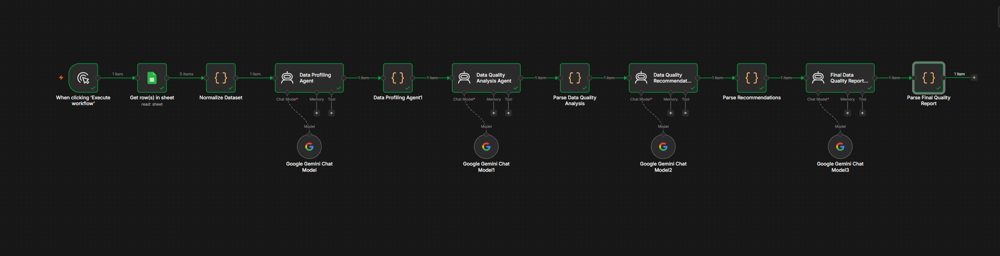 1 item
5 items
1 item
1 item
1 item
1 item
1 item
1 item
1 item
1 item
1 item
Data Profiling
Agent
Data Quality
Analysis Agent
Data Quality
Recommendat...
Final Data
Quality Report...
When clicking ‘Execute
workflow’
Get row(s) in sheet
read: sheet
Normalize Dataset
Chat Model*
Memory
Tool
Data Profiling Agent1
Chat Model*
Memory
Tool
Parse Data Quality
Analysis
Chat Model*
Memory
Tool
Parse Recommendations
Chat Model*
Memory
Tool
Parse Final Quality
Report
Model
Model
Model
Model
Google Gemini Chat
Model
Google Gemini Chat
Model1
Google Gemini Chat
Model2
Google Gemini Chat
Model3